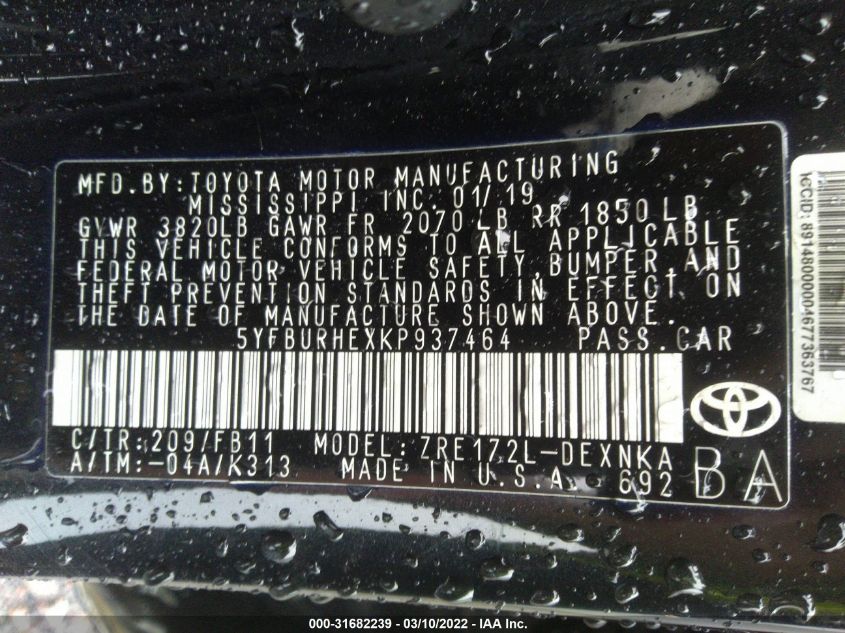 MFD.BY:TOYOTA MOTOR MANUFACTURING
MISSISSIPPI INC. 01/19
GVWR 3820LB GAWR FR 2070LB RR 1850LB
THIS VEHICLE CONFORMS TO ALL APPLICABLE
FEDERAL MOTOR VEHICLE SAFETY,BUMPER,AND
THEFT PREVENTION STANDARDS IN EFFECT ON
THE DATE OF MANUFACTURE SHOWN ABOVE.
5YFBURHEXKP937464 PASS.CAR
C/TR:209/FB11 MODEL:ZRE172L-DEXNKA
A/TM:-04A/K313 MADE IN U.S.A. 692
BA
ICCID: 89148000004677363767
000-31682239 - 03/10/2022 - IAA Inc.